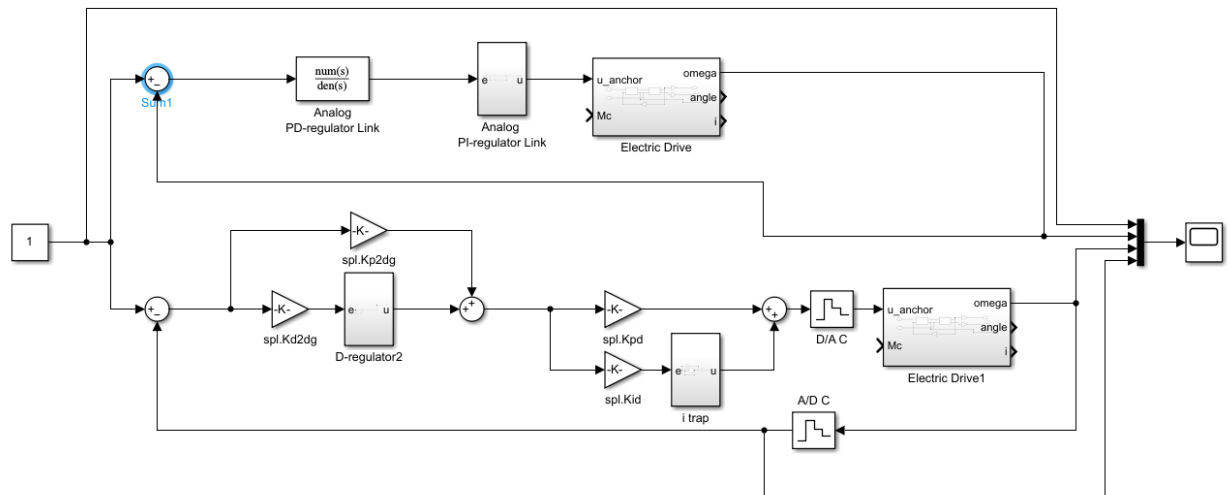 +
−
Sum1
num(s)
den(s)
Analog
PD-regulator Link
e
u
Analog
PI-regulator Link
u_anchor
Mc
omega
angle
i
Electric Drive
1
+
−
-K-
spl.Kp2dg
-K-
spl.Kd2dg
e
u
D-regulator2
+
+
-K-
spl.Kpd
-K-
spl.Kid
e
u
i trap
+
+
D/A C
u_anchor
Mc
omega
angle
i
Electric Drive1
A/D C